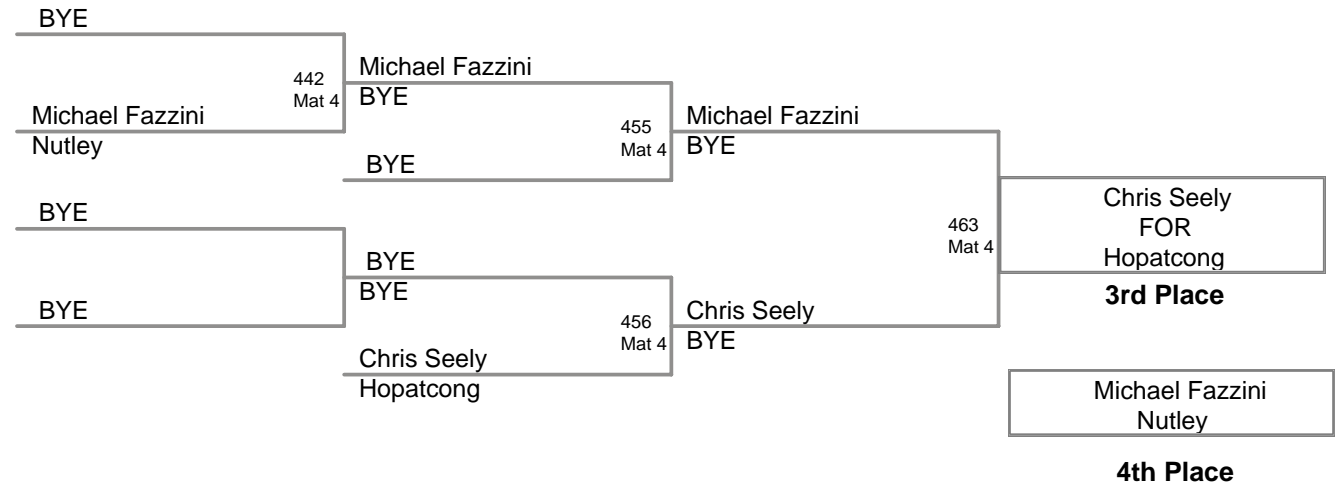 BYE
442
Mat 4
Michael Fazzini
BYE
Michael Fazzini
Nutley
455
Mat 4
Michael Fazzini
BYE
BYE
BYE
463
Mat 4
Chris Seely
FOR
Hopatcong
3rd Place
BYE
BYE
BYE
456
Mat 4
Chris Seely
BYE
Chris Seely
Hopatcong
Michael Fazzini
Nutley
4th Place